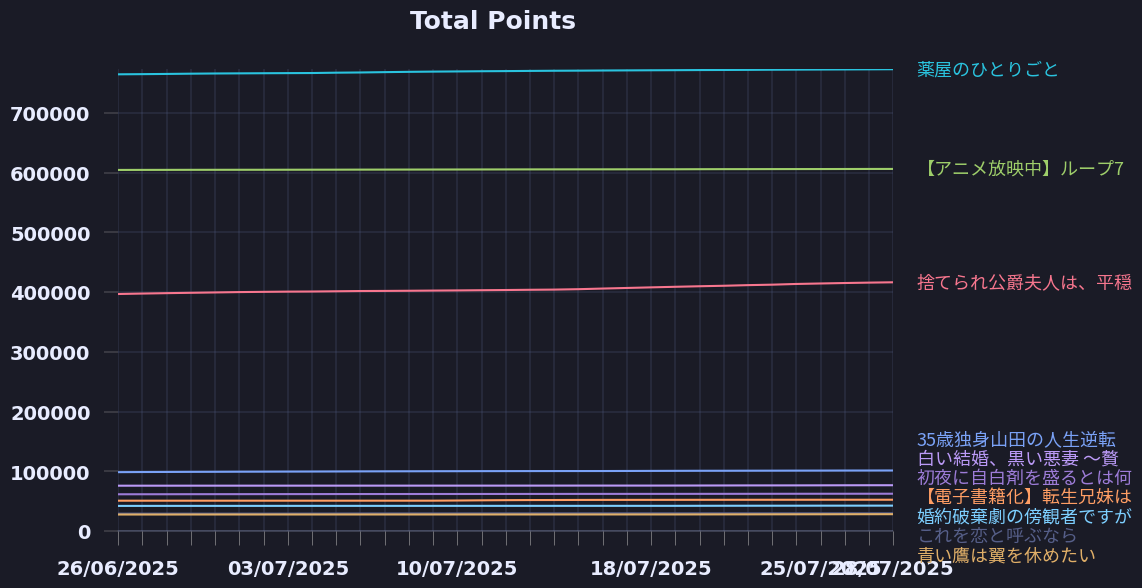 Total Points
700000
600000
500000
400000
300000
200000
100000
0
薬屋のひとりごと
【アニメ放映中】ループ7
捨てられ公爵夫人は、平穏
35歳独身山田の人生逆転
白い結婚、黒い悪妻 ～贅
初夜に自白剤を盛るとは何
【電子書籍化】転生兄妹は
婚約破棄劇の傍観者ですが
これを恋と呼ぶなら
青い鷹は翼を休めたい
26/06/2025
03/07/2025
10/07/2025
18/07/2025
25/07/2025
28/07/2025